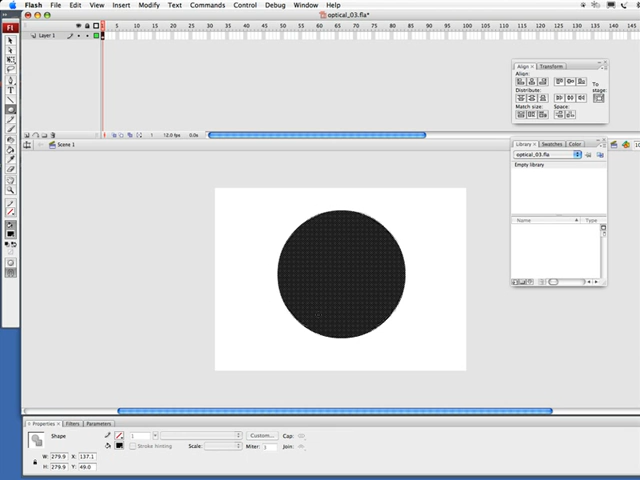 Flash File Edit View Insert Modify Text Commands Control Debug Window Help
optical_03.fla*
5 10 15 20 25 30 35 40 45 50 55 60 65 70 75 80 85 90 95 100 105 110 115 120 125 130
Layer 1
1 12.0 fps 0.0s
Scene 1
Fl
T
Align × Transform
Align:
To stage:
Distribute:
Match size: Space:
Library × Swatches Color
optical_03.fla
Empty library
Name Type
Properties × Filters Parameters
Shape
1 Custom... Cap:
Stroke hinting Scale: Miter: Join:
W: 279.9 X: 137.1
H: 279.9 Y: 49.0